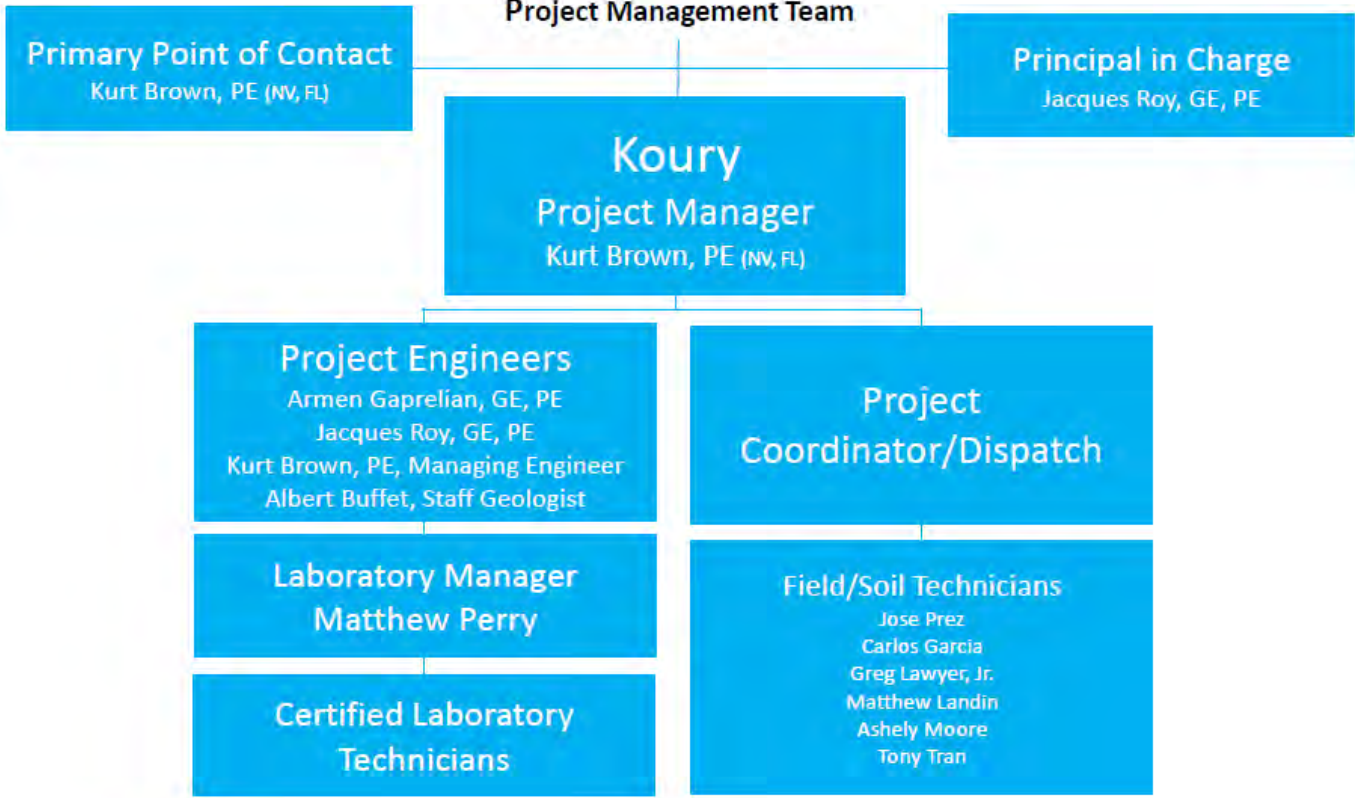 Project Management Team
Primary Point of Contact
Kurt Brown, PE (NV, FL)
Principal in Charge
Jacques Roy, GE, PE
Koury
Project Manager
Kurt Brown, PE (NV, FL)
Project Engineers
Armen Gaprelian, GE, PE
Jacques Roy, GE, PE
Kurt Brown, PE, Managing Engineer
Albert Buffet, Staff Geologist
Project
Coordinator/Dispatch
Laboratory Manager
Matthew Perry
Field/Soil Technicians
Jose Prez
Carlos Garcia
Greg Lawyer, Jr.
Matthew Landin
Ashely Moore
Tony Tran
Certified Laboratory
Technicians